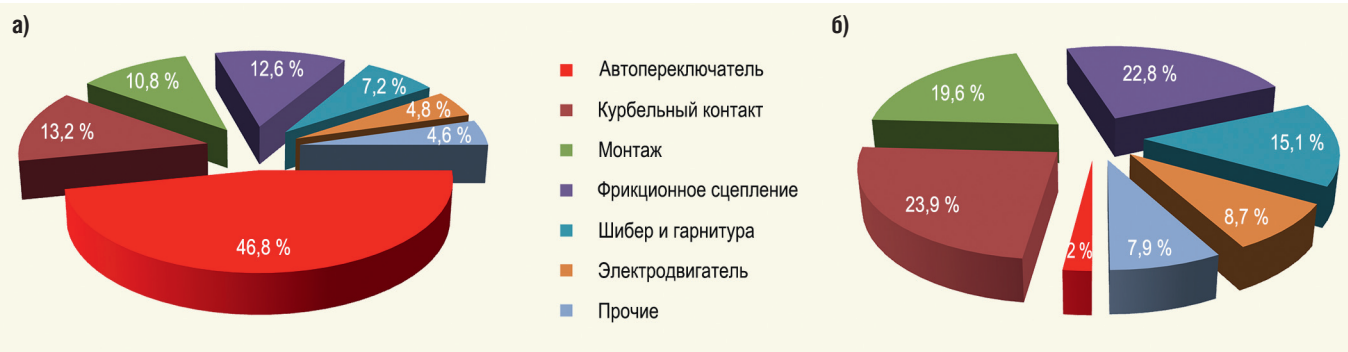 а)
46,8 %
13,2 %
10,8 %
12,6 %
7,2 %
4,8 %
4,6 %
Автопереключатель
Курбельный контакт
Монтаж
Фрикционное сцепление
Шибер и гарнитура
Электродвигатель
Прочие
б)
2 %
23,9 %
19,6 %
22,8 %
15,1 %
8,7 %
7,9 %